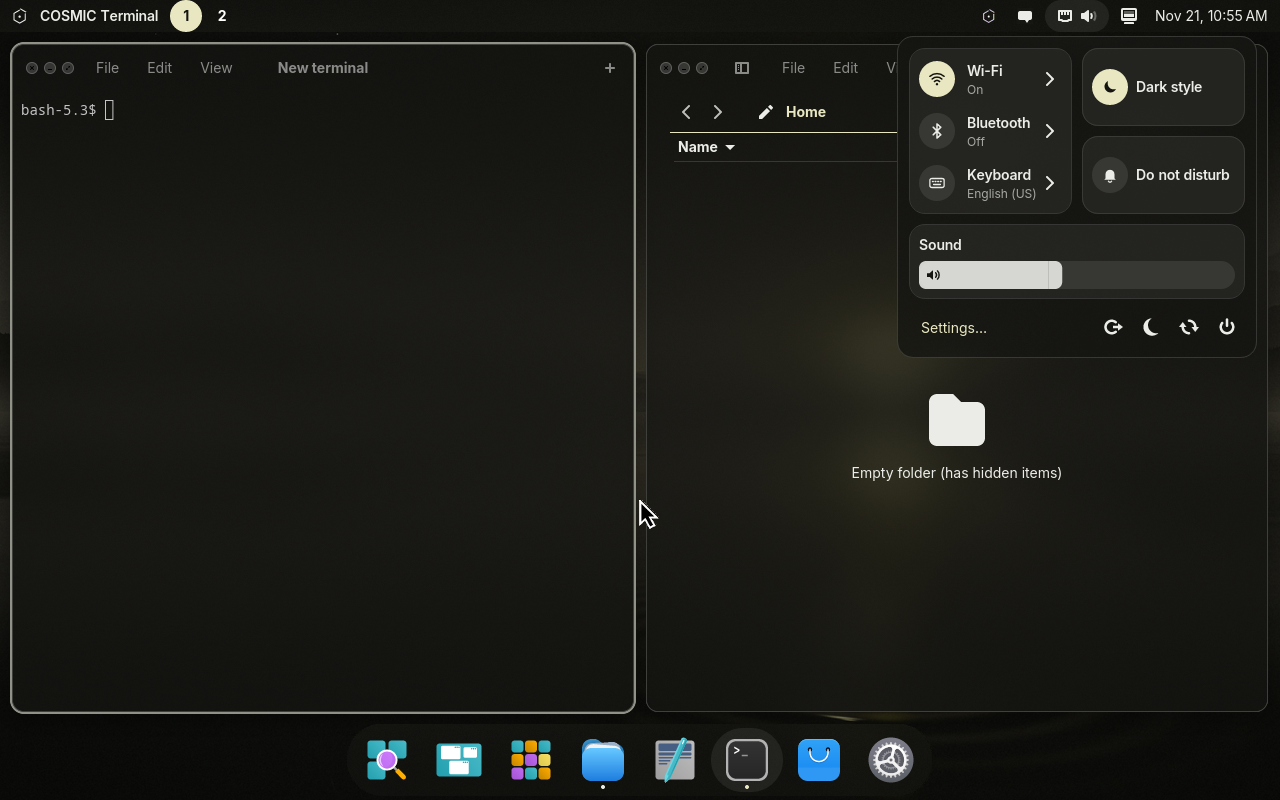 COSMIC Terminal 1 2 Nov 21, 10:55 AM
File Edit View New terminal
bash-5.3$
File Edit
Home
Name
Empty folder (has hidden items)
Wi-Fi
On
Bluetooth
Off
Keyboard
English (US)
Dark style
Do not disturb
Sound
Settings...